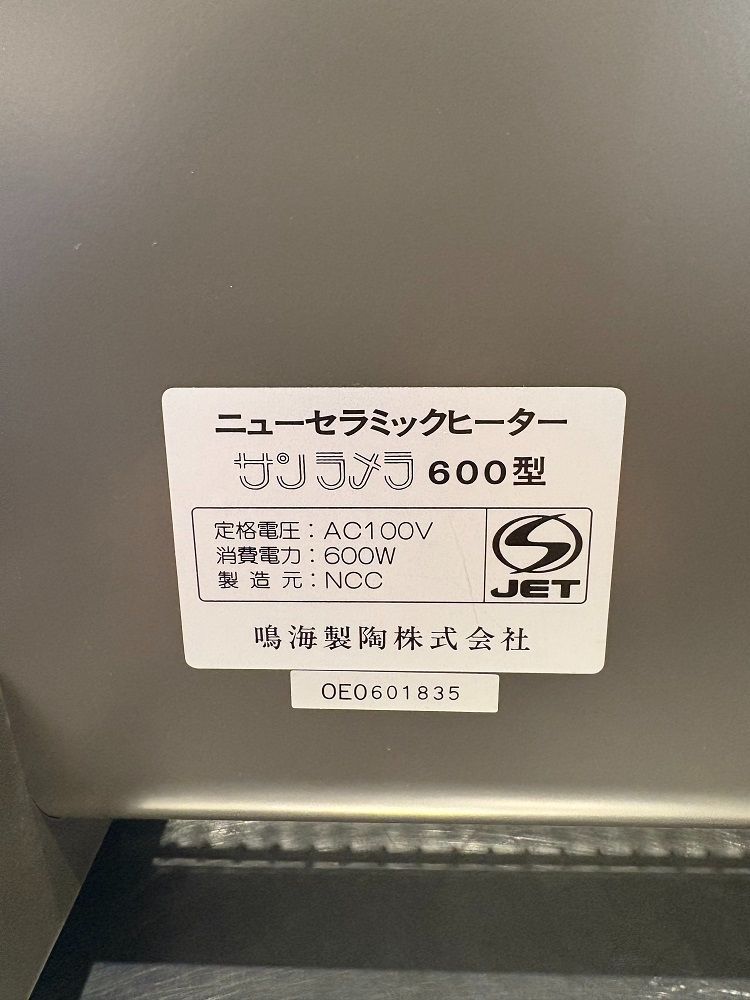 ニューセラミックヒーター
サンラメラ 600型
定格電圧：AC100V
消費電力：600W
製造元：NCC
JET
鳴海製陶株式会社
OE0601835